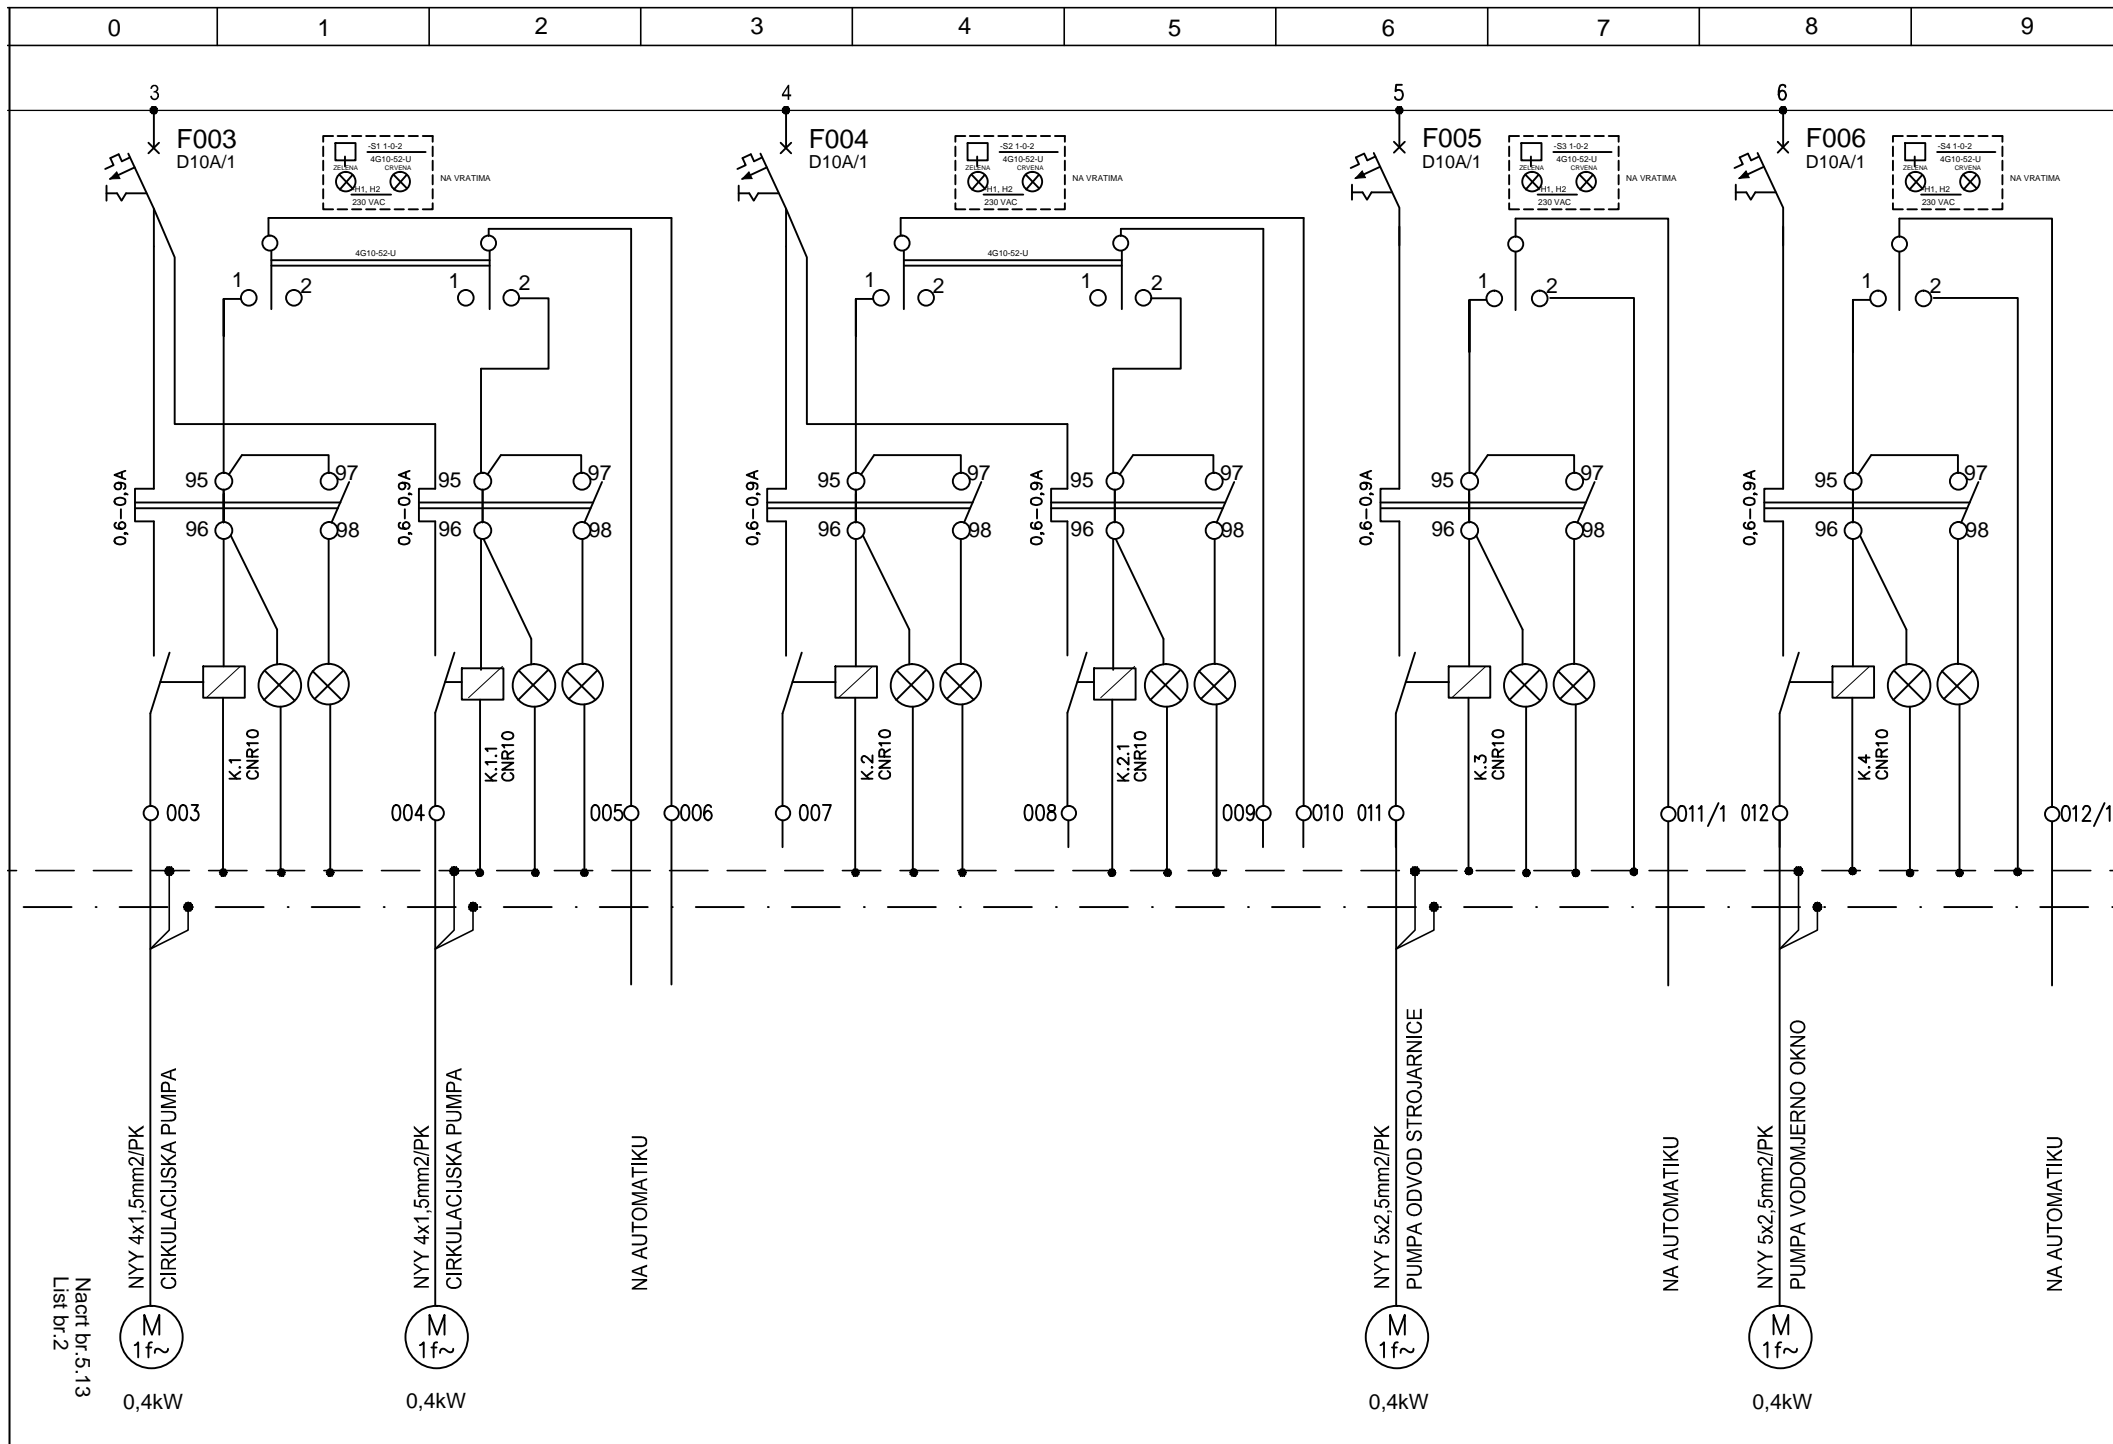 0 1 2 3 4 5 6 7 8 9
3 4 5 6
F003
D10A/1
-S1 1-0-2
4G10-52-U
ZELENA CRVENA
H1, H2
230 VAC
NA VRATIMA
F004
D10A/1
-S2 1-0-2
4G10-52-U
ZELENA CRVENA
H1, H2
230 VAC
NA VRATIMA
F005
D10A/1
-S3 1-0-2
4G10-52-U
ZELENA CRVENA
H1, H2
230 VAC
NA VRATIMA
F006
D10A/1
-S4 1-0-2
4G10-52-U
ZELENA CRVENA
H1, H2
230 VAC
NA VRATIMA
4G10-52-U
4G10-52-U
1 2 1 2 1 2 1 2 1 2 1 2
0,6-0,9A 95 97 0,6-0,9A 95 97 0,6-0,9A 95 97 0,6-0,9A 95 97 0,6-0,9A 95 97 0,6-0,9A 95 97
96 98 96 98 96 98 96 98 96 98 96 98
K.1
CNR10
K.1.1
CNR10
K.2
CNR10
K.2.1
CNR10
K.3
CNR10
K.4
CNR10
003 004 005 006 007 008 009 010 011 011/1 012 012/1
NYY 4x1,5mm2/PK
CIRKULACIJSKA PUMPA
NYY 4x1,5mm2/PK
CIRKULACIJSKA PUMPA
NA AUTOMATIKU
NYY 5x2,5mm2/PK
PUMPA ODVOD STROJARNICE
NA AUTOMATIKU
NYY 5x2,5mm2/PK
PUMPA VODOMJERNO OKNO
NA AUTOMATIKU
Nacrt br.5.13
List br.2
M
1f~
0,4kW
M
1f~
0,4kW
M
1f~
0,4kW
M
1f~
0,4kW